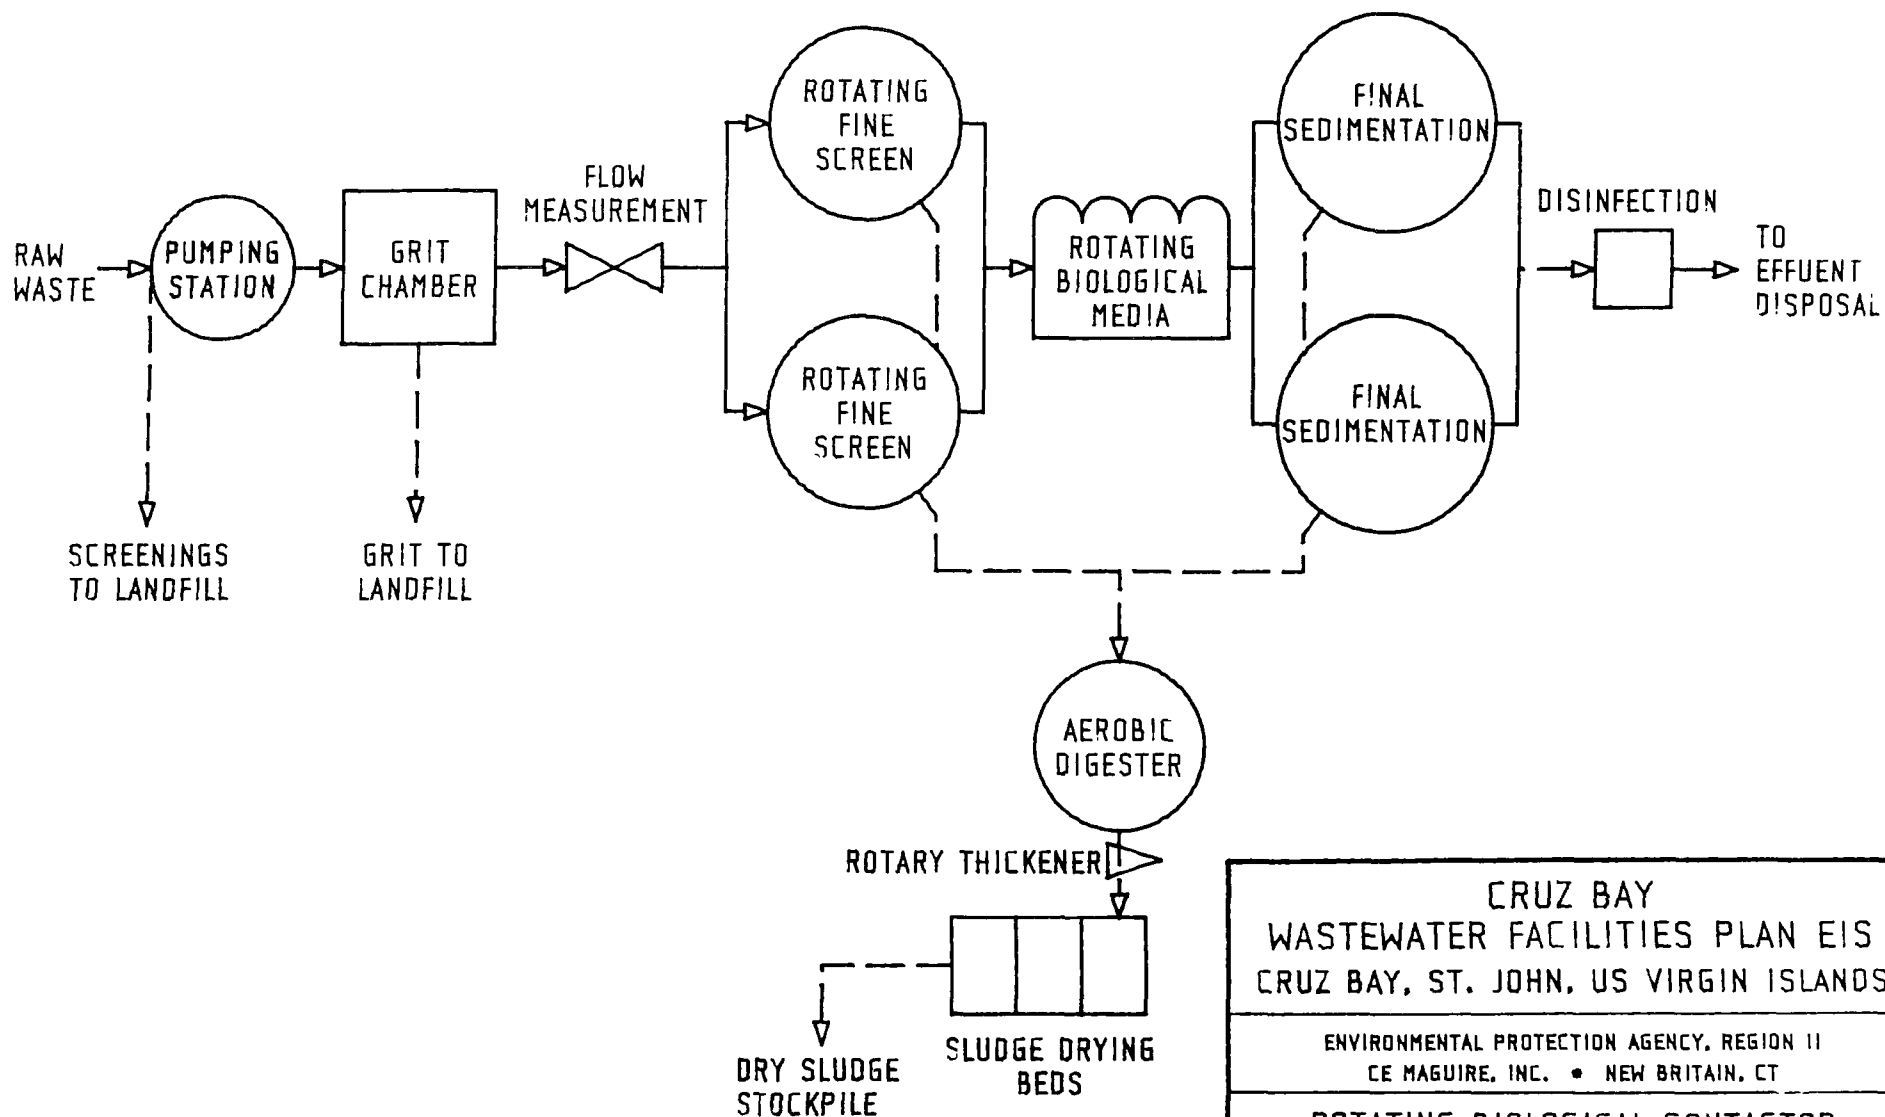 RAW
WASTE
PUMPING
STATION
GRIT
CHAMBER
FLOW
MEASUREMENT
ROTATING
FINE
SCREEN
ROTATING
FINE
SCREEN
ROTATING
BIOLOGICAL
MEDIA
FINAL
SEDIMENTATION
FINAL
SEDIMENTATION
DISINFECTION
TO
EFFUENT
DISPOSAL
SCREENINGS
TO LANDFILL
GRIT TO
LANDFILL
AEROBIC
DIGESTER
ROTARY THICKENER
SLUDGE DRYING
BEDS
DRY SLUDGE
STOCKPILE
CRUZ BAY
WASTEWATER FACILITIES PLAN EIS
CRUZ BAY, ST. JOHN, US VIRGIN ISLANDS
ENVIRONMENTAL PROTECTION AGENCY, REGION II
CE MAGUIRE, INC. • NEW BRITAIN, CT
ROTATING BIOLOGICAL CONTACTOR